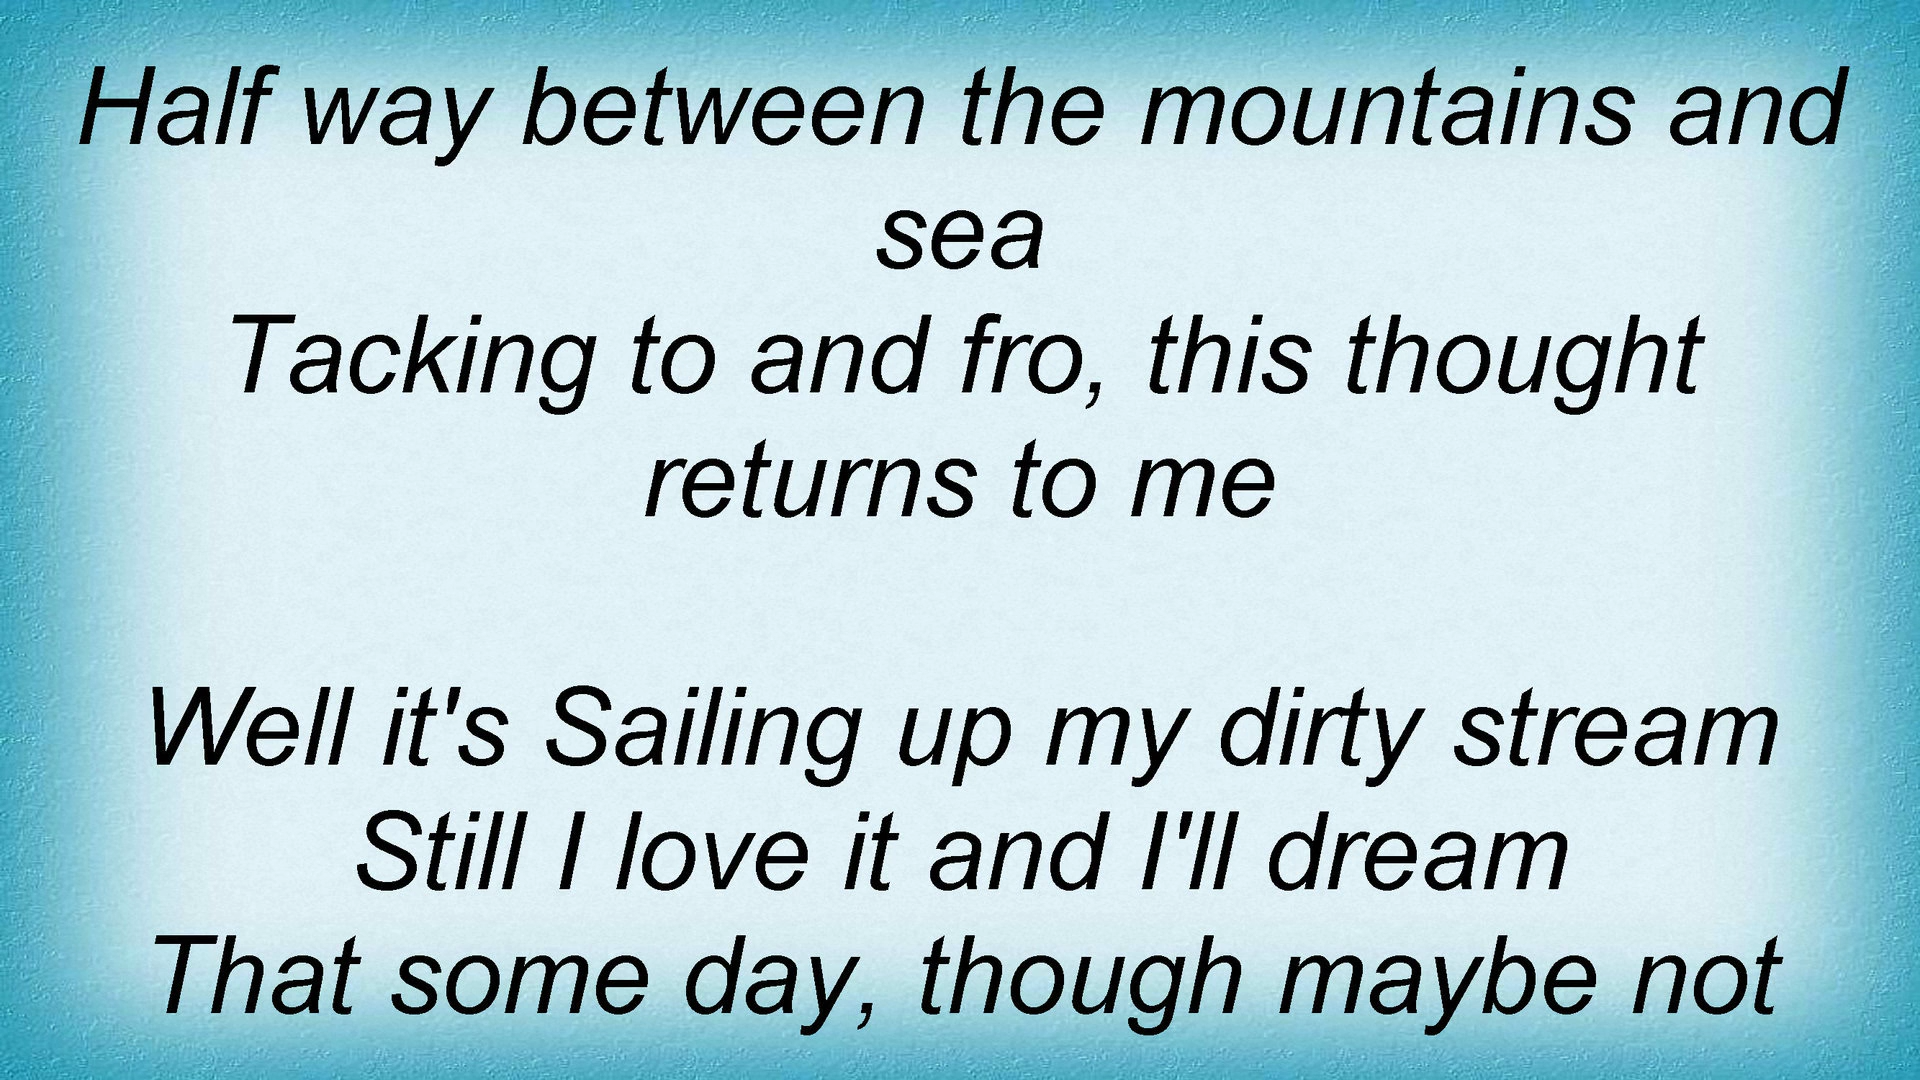 Half way between the mountains and
sea
Tacking to and fro, this thought
returns to me

Well it's Sailing up my dirty stream
Still I love it and I'll dream
That some day, though maybe not